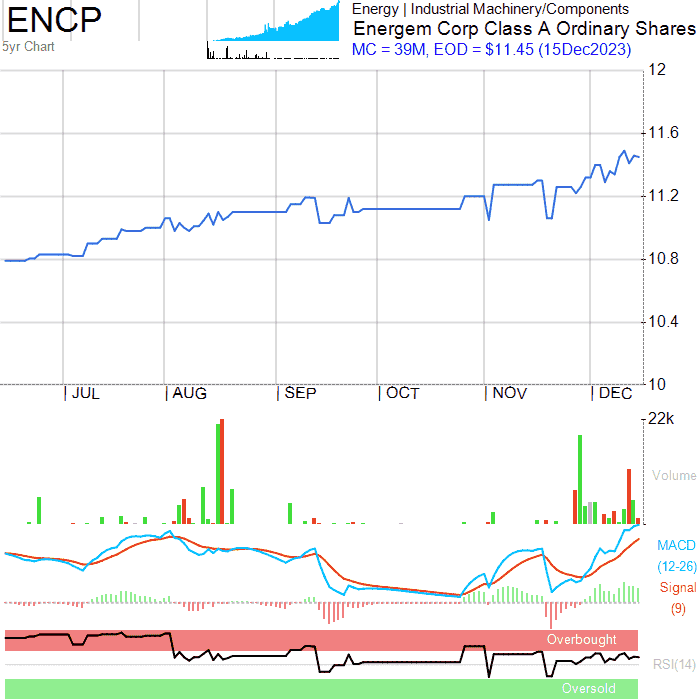 ENCP
5yr Chart
Energy | Industrial Machinery/Components
Energem Corp Class A Ordinary Shares
MC = 39M, EOD = $11.45 (15Dec2023)
12
11.6
11.2
10.8
10.4
10
| JUL | AUG | SEP | OCT | NOV | DEC
22k
Volume
MACD
(12-26)
Signal
(9)
Overbought
RSI(14)
Oversold